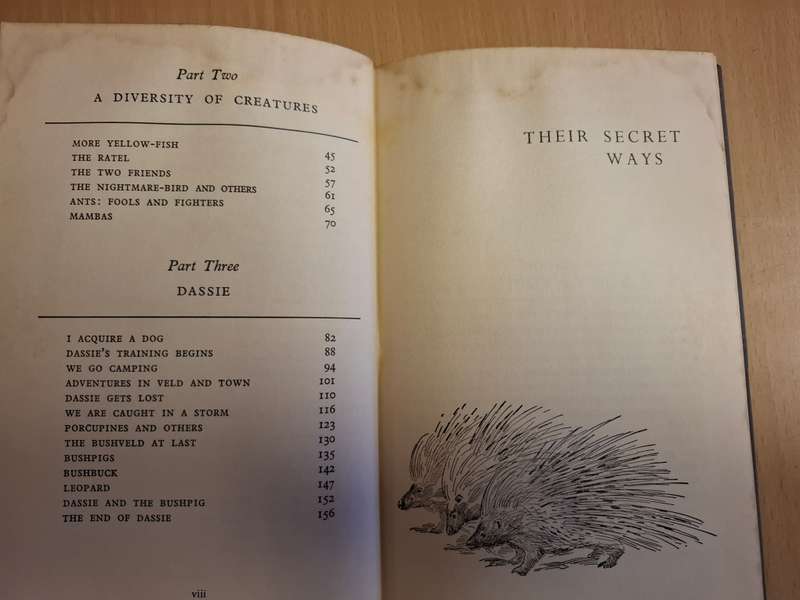 Part Two
A DIVERSITY OF CREATURES
MORE YELLOW-FISH 45
THE RATEL 52
THE TWO FRIENDS 57
THE NIGHTMARE-BIRD AND OTHERS 61
ANTS: FOOLS AND FIGHTERS 65
MAMBAS 70
Part Three
DASSIE
I ACQUIRE A DOG 82
DASSIE'S TRAINING BEGINS 88
WE GO CAMPING 94
ADVENTURES IN VELD AND TOWN 101
DASSIE GETS LOST 110
WE ARE CAUGHT IN A STORM 116
PORCUPINES AND OTHERS 123
THE BUSHVELD AT LAST 130
BUSHPIGS 135
BUSHBUCK 142
LEOPARD 147
DASSIE AND THE BUSHPIG 152
THE END OF DASSIE 156
viii
THEIR SECRET
WAYS